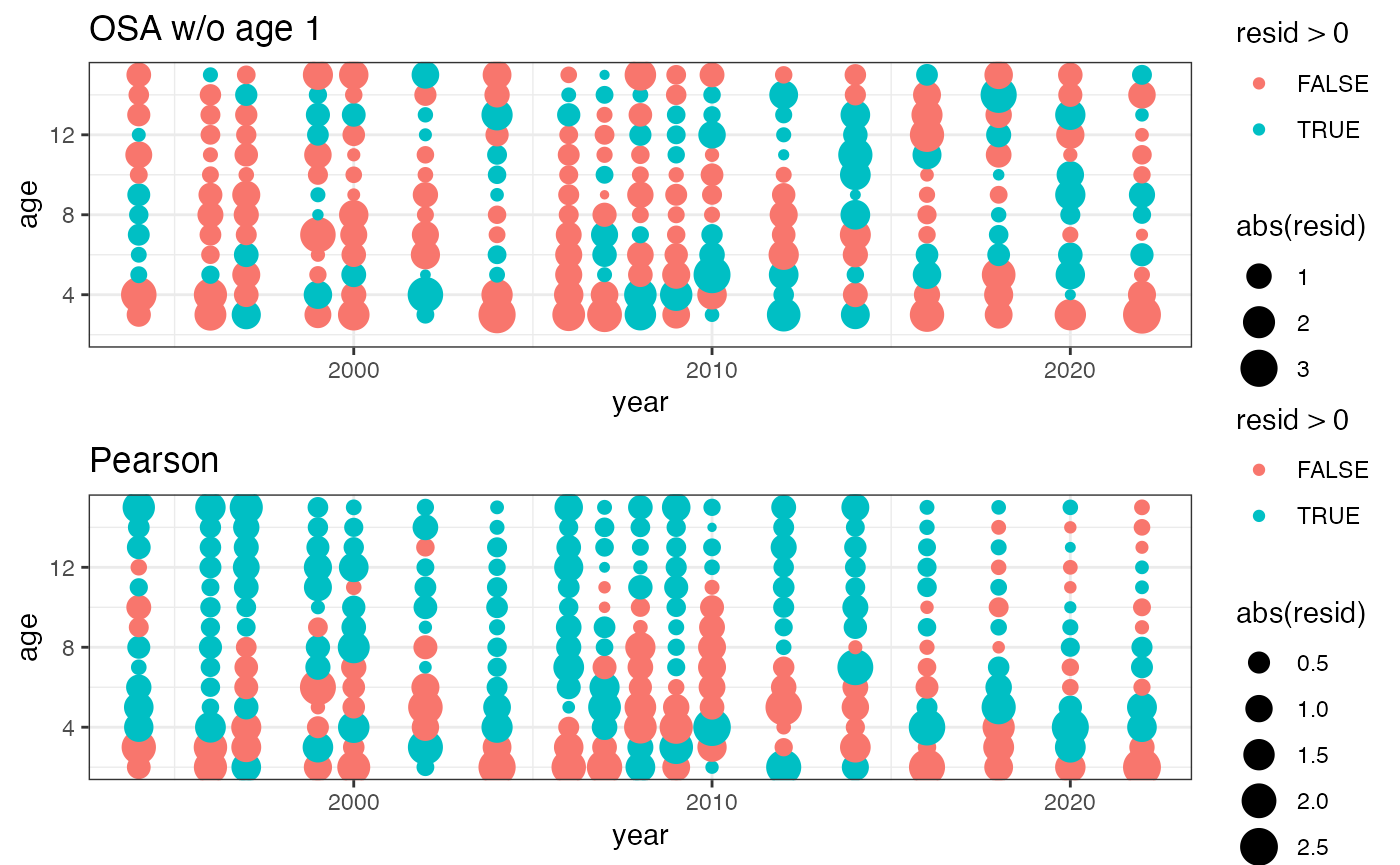 OSA w/o age 1
12
8
4
age
2000 2010 2020
year
resid > 0
FALSE
TRUE
abs(resid)
1
2
3
Pearson
12
8
4
age
2000 2010 2020
year
resid > 0
FALSE
TRUE
abs(resid)
0.5
1.0
1.5
2.0
2.5